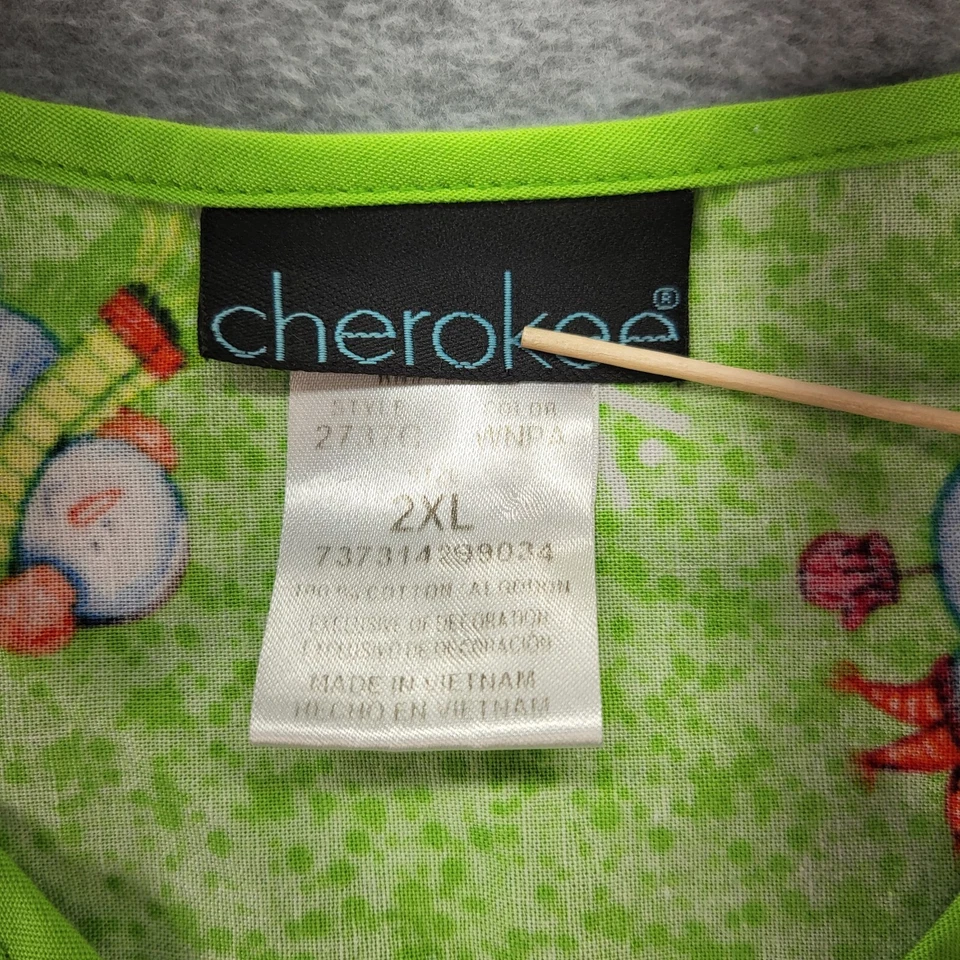 cherokee®
STYLE COLOR
2XL
737314299034
100% COTTON / ALGODON
EXCLUSIVE OF DECORATION
EXCLUSIVO DE DECORACIÓN
MADE IN VIETNAM
HECHO EN VIETNAM